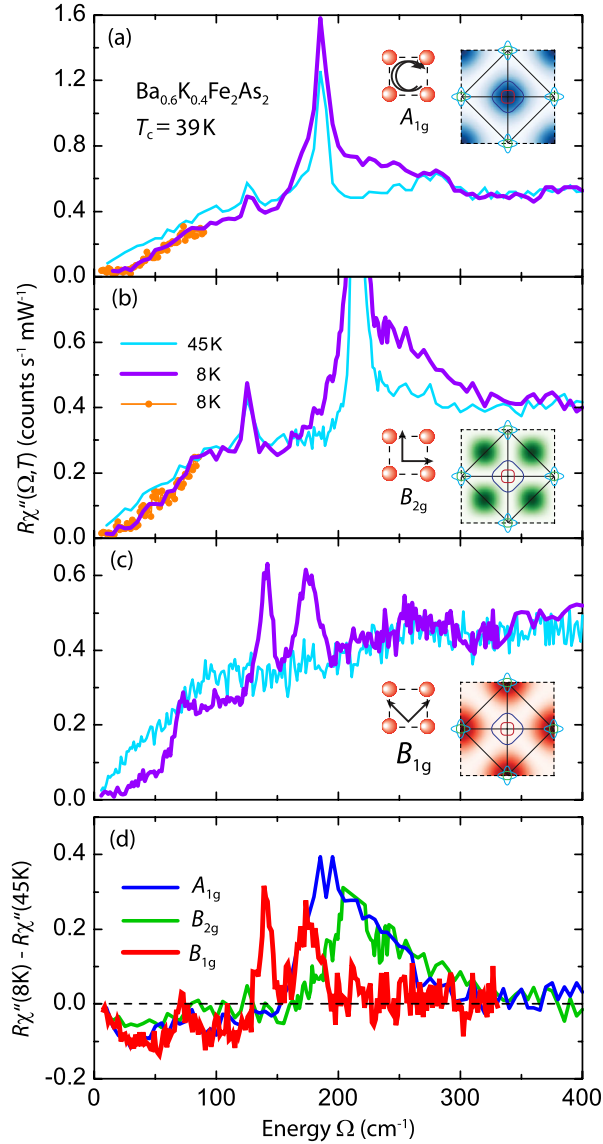 (a)
Ba0.6K0.4Fe2As2
Tc = 39 K
A1g
1.6
1.2
0.8
0.4
0.0
(b)
45 K
8 K
8 K
B2g
0.6
0.4
0.2
0.0
Rχ″(Ω,T) (counts s-1 mW-1)
(c)
B1g
0.6
0.4
0.2
0.0
(d)
A1g
B2g
B1g
0.4
0.2
0.0
-0.2
Rχ″(8K) - Rχ″(45K)
0 100 200 300 400
Energy Ω (cm-1)